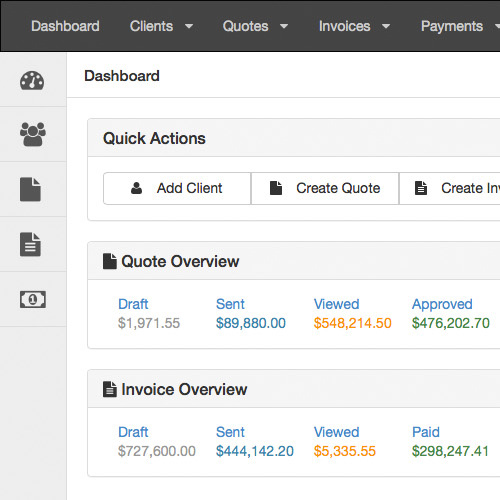 Dashboard Clients Quotes Invoices Payments
Dashboard
Quick Actions
Add Client Create Quote Create Inv
Quote Overview
Draft Sent Viewed Approved
$1,971.55 $89,880.00 $548,214.50 $476,202.70
Invoice Overview
Draft Sent Viewed Paid
$727,600.00 $444,142.20 $5,335.55 $298,247.41
1